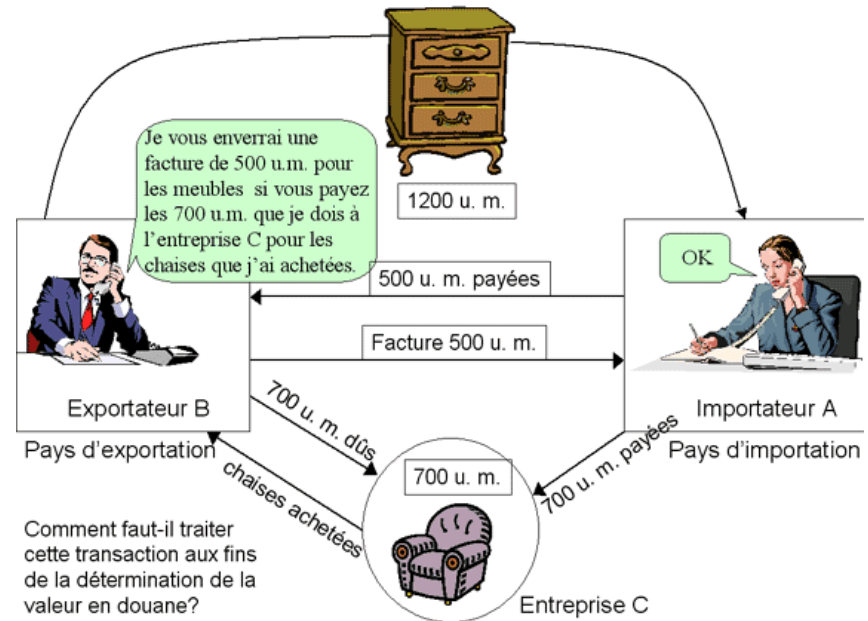 Je vous enverrai une
facture de 500 u.m. pour
les meubles si vous payez
les 700 u.m. que je dois à
l'entreprise C pour les
chaises que j'ai achetées.
1200 u. m.
OK
500 u. m. payées
Facture 500 u. m.
Exportateur B
Importateur A
Pays d'exportation
Pays d'importation
700 u. m. dûs
chaises achetées
700 u. m.
700 u. m. payées
Comment faut-il traiter
cette transaction aux fins
de la détermination de la
valeur en douane?
Entreprise C